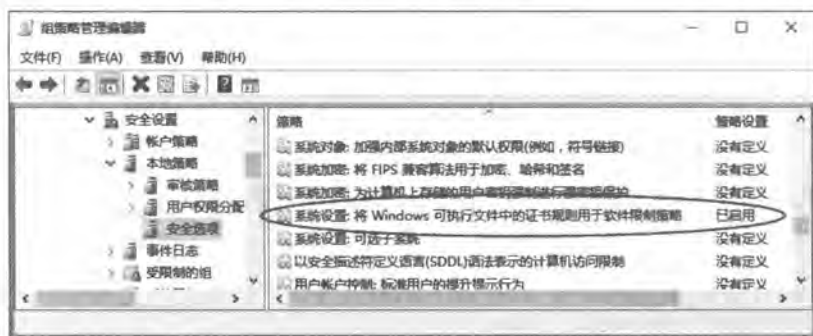 组策略管理编辑器
文件(F) 操作(A) 查看(V) 帮助(H)
安全设置
帐户策略
本地策略
审核策略
用户权限分配
安全选项
事件日志
受限制的组
策略 策略设置
系统对象: 加强内部系统对象的默认权限(例如，符号链接) 没有定义
系统加密: 将 FIPS 兼容算法用于加密、哈希和签名 没有定义
系统加密: 为计算机上存储的用户密钥强制进行强密钥保护 没有定义
系统设置: 将 Windows 可执行文件中的证书规则用于软件限制策略 已启用
系统设置: 可选子系统 没有定义
以安全描述符定义语言(SDDL)语法表示的计算机访问限制 没有定义
用户帐户控制: 标准用户的提升提示行为 没有定义